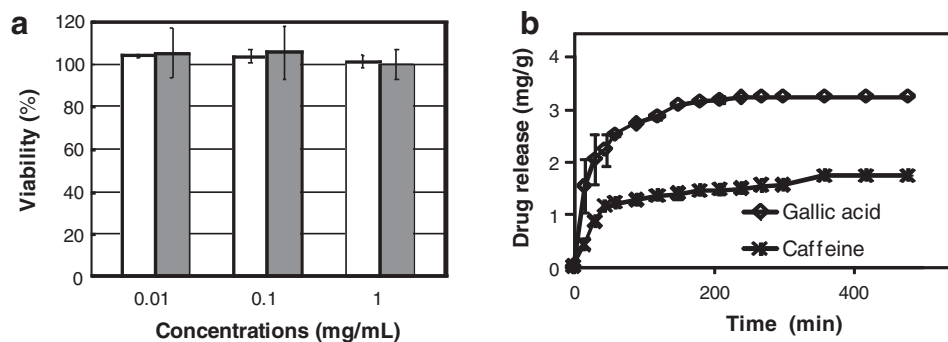 a
Viability (%)
120
100
80
60
40
20
0
0.01 0.1 1
Concentrations (mg/mL)
b
Drug release (mg/g)
4
3
2
1
0
Gallic acid
Caffeine
0 200 400
Time (min)